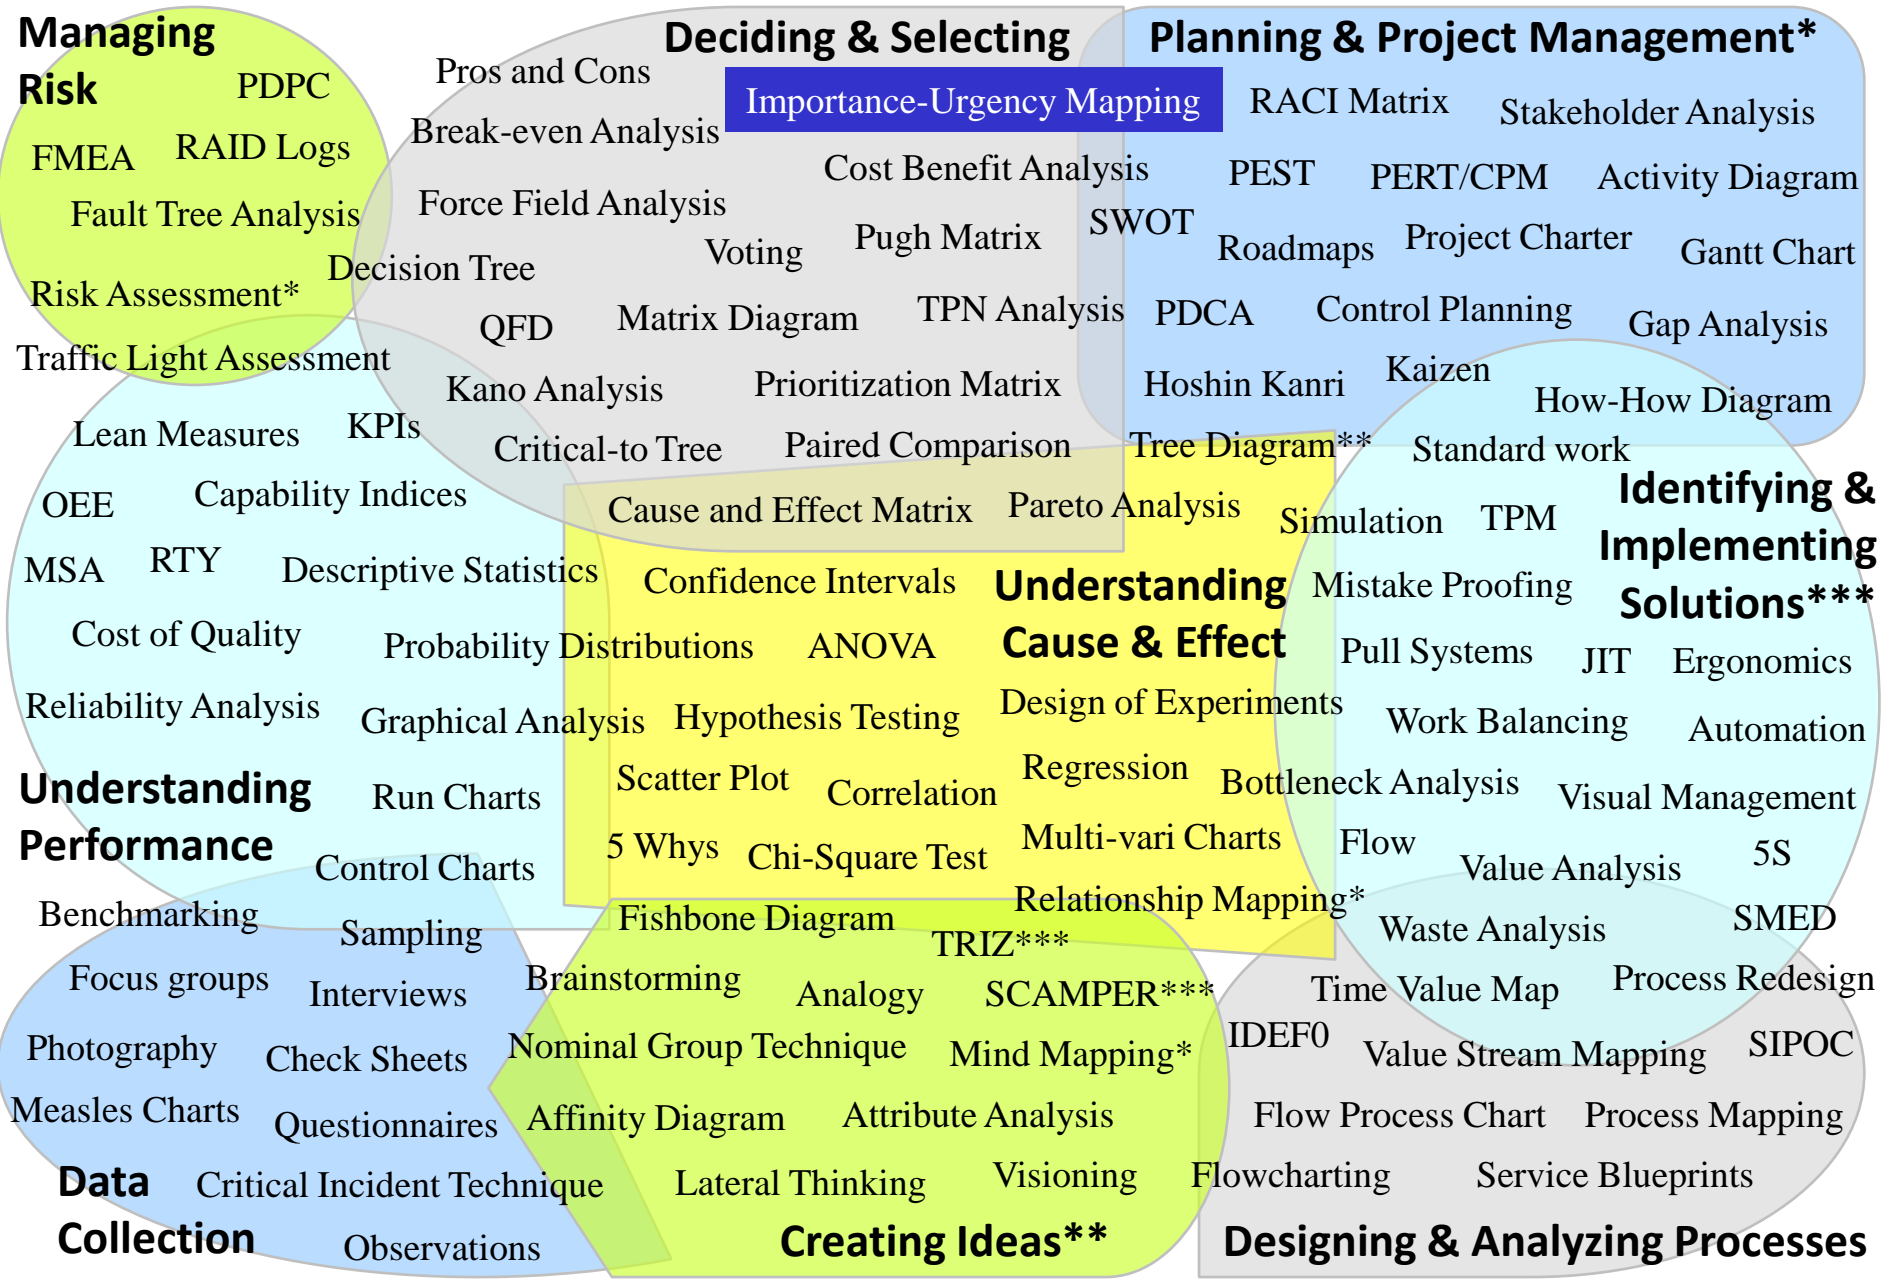 Managing
Risk
PDPC
FMEA
RAID Logs
Fault Tree Analysis
Risk Assessment*
Traffic Light Assessment
Deciding & Selecting
Pros and Cons
Importance-Urgency Mapping
Break-even Analysis
Cost Benefit Analysis
Force Field Analysis
Voting
Pugh Matrix
SWOT
Decision Tree
QFD
Matrix Diagram
TPN Analysis
Kano Analysis
Prioritization Matrix
Critical-to Tree
Paired Comparison
Cause and Effect Matrix
Pareto Analysis
Planning & Project Management*
RACI Matrix
Stakeholder Analysis
PEST
PERT/CPM
Activity Diagram
Roadmaps
Project Charter
Gantt Chart
PDCA
Control Planning
Gap Analysis
Hoshin Kanri
Kaizen
How-How Diagram
Tree Diagram**
Standard work
Identifying &
Implementing
Solutions***
Simulation
TPM
Mistake Proofing
Pull Systems
JIT
Ergonomics
Work Balancing
Automation
Bottleneck Analysis
Visual Management
Flow
Value Analysis
5S
Waste Analysis
SMED
Time Value Map
Process Redesign
Lean Measures
KPIs
OEE
Capability Indices
MSA
RTY
Descriptive Statistics
Cost of Quality
Probability Distributions
Reliability Analysis
Graphical Analysis
Understanding
Performance
Run Charts
Control Charts
Understanding
Cause & Effect
Confidence Intervals
ANOVA
Design of Experiments
Hypothesis Testing
Scatter Plot
Correlation
Regression
5 Whys
Chi-Square Test
Multi-vari Charts
Relationship Mapping*
Fishbone Diagram
TRIZ***
Benchmarking
Sampling
Focus groups
Interviews
Photography
Check Sheets
Measles Charts
Questionnaires
Data
Collection
Critical Incident Technique
Observations
Brainstorming
Analogy
SCAMPER***
Nominal Group Technique
Mind Mapping*
Affinity Diagram
Attribute Analysis
Lateral Thinking
Visioning
Creating Ideas**
IDEF0
Value Stream Mapping
SIPOC
Flow Process Chart
Process Mapping
Flowcharting
Service Blueprints
Designing & Analyzing Processes